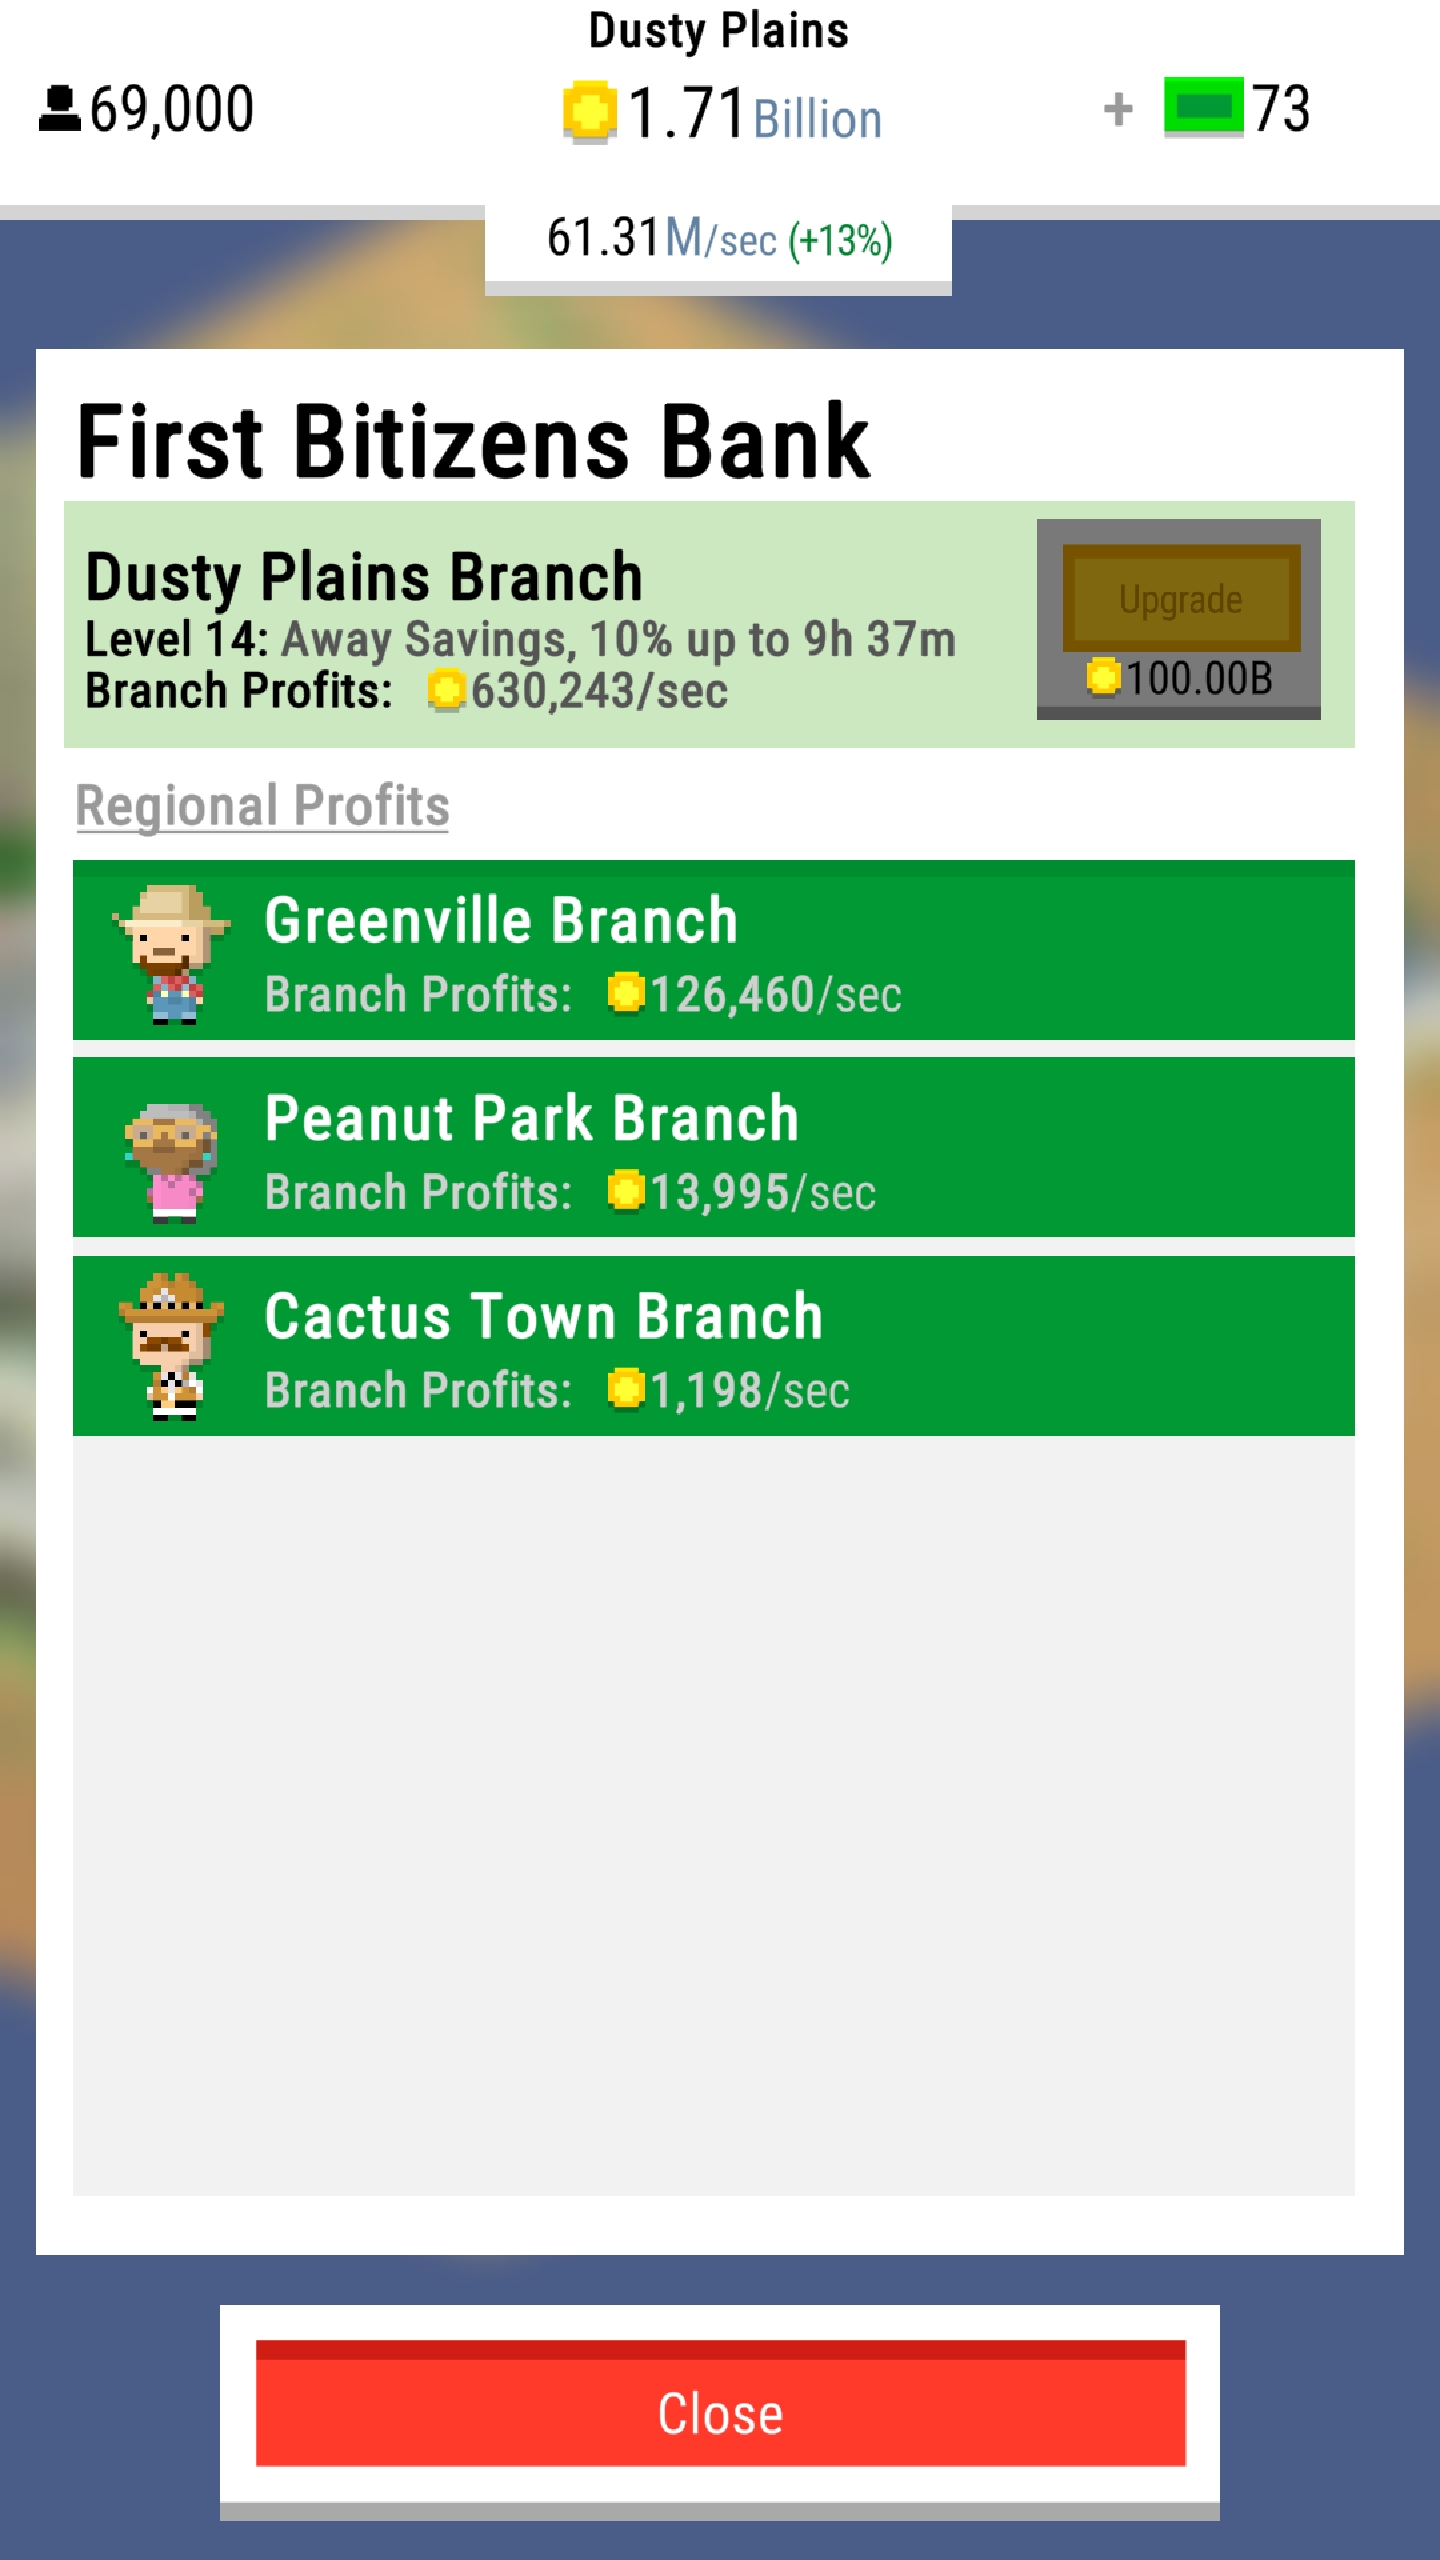 Dusty Plains
69,000
1.71Billion
+ 73
61.31M/sec (+13%)
First Bitizens Bank
Dusty Plains Branch
Level 14: Away Savings, 10% up to 9h 37m
Branch Profits: 630,243/sec
Upgrade
100.00B
Regional Profits
Greenville Branch
Branch Profits: 126,460/sec
Peanut Park Branch
Branch Profits: 13,995/sec
Cactus Town Branch
Branch Profits: 1,198/sec
Close